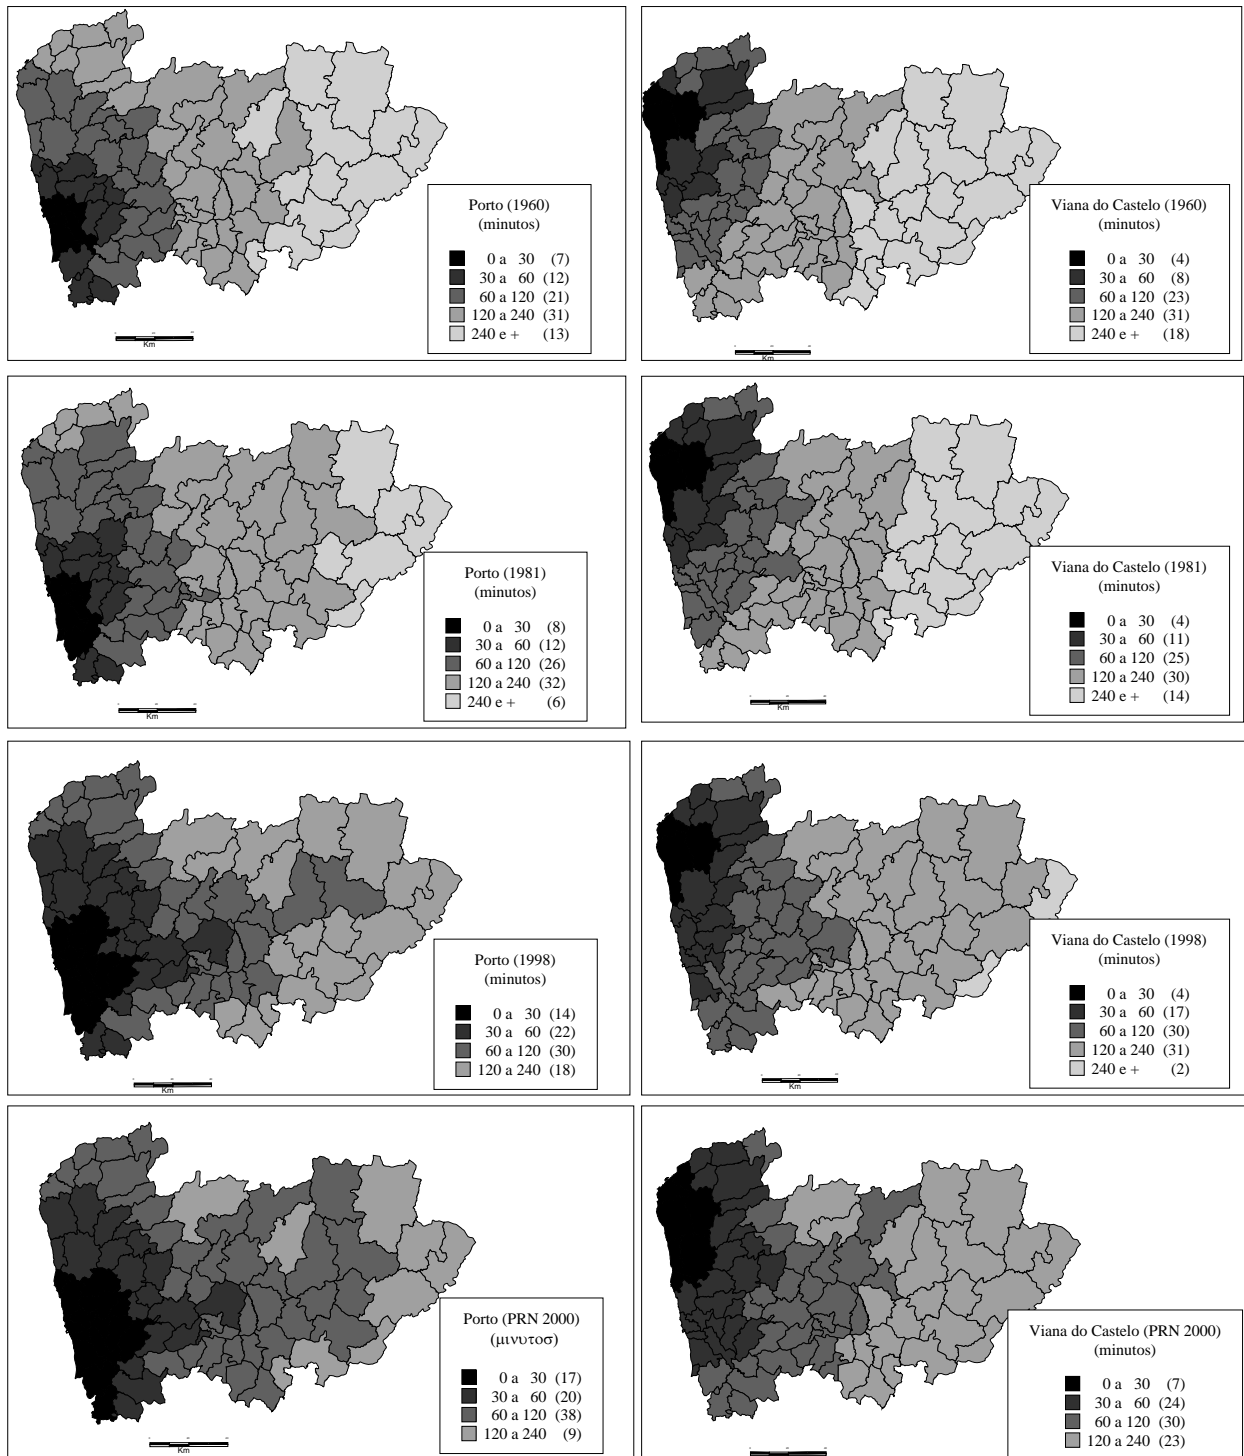 Porto (1960)
(minutos)
0 a 30 (7)
30 a 60 (12)
60 a 120 (21)
120 a 240 (31)
240 e + (13)
Km
Viana do Castelo (1960)
(minutos)
0 a 30 (4)
30 a 60 (8)
60 a 120 (23)
120 a 240 (31)
240 e + (18)
Km
Porto (1981)
(minutos)
0 a 30 (8)
30 a 60 (12)
60 a 120 (26)
120 a 240 (32)
240 e + (6)
Km
Viana do Castelo (1981)
(minutos)
0 a 30 (4)
30 a 60 (11)
60 a 120 (25)
120 a 240 (30)
240 e + (14)
Km
Porto (1998)
(minutos)
0 a 30 (14)
30 a 60 (22)
60 a 120 (30)
120 a 240 (18)
Km
Viana do Castelo (1998)
(minutos)
0 a 30 (4)
30 a 60 (17)
60 a 120 (30)
120 a 240 (31)
240 e + (2)
Km
Porto (PRN 2000)
(μινυτοσ)
0 a 30 (17)
30 a 60 (20)
60 a 120 (38)
120 a 240 (9)
Km
Viana do Castelo (PRN 2000)
(minutos)
0 a 30 (7)
30 a 60 (24)
60 a 120 (30)
120 a 240 (23)